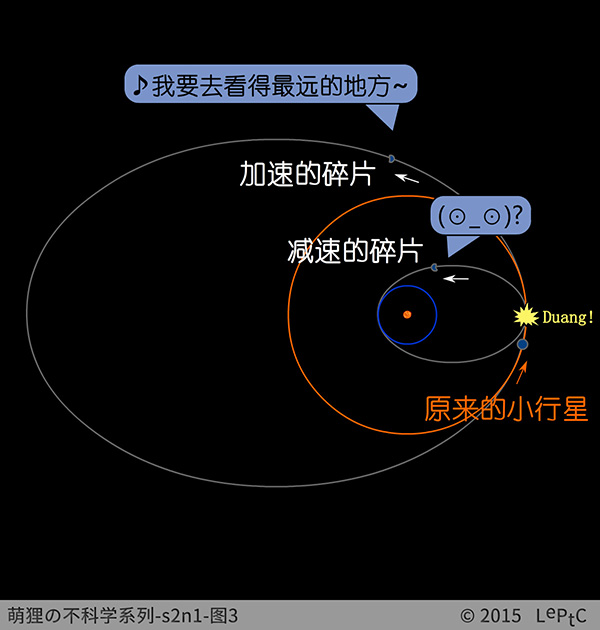 ♪我要去看得最远的地方~
加速的碎片
(⊙_⊙)?
减速的碎片
Duang!
原来的小行星
萌狸の不科学系列-s2n1-图3
© 2015 LePtC